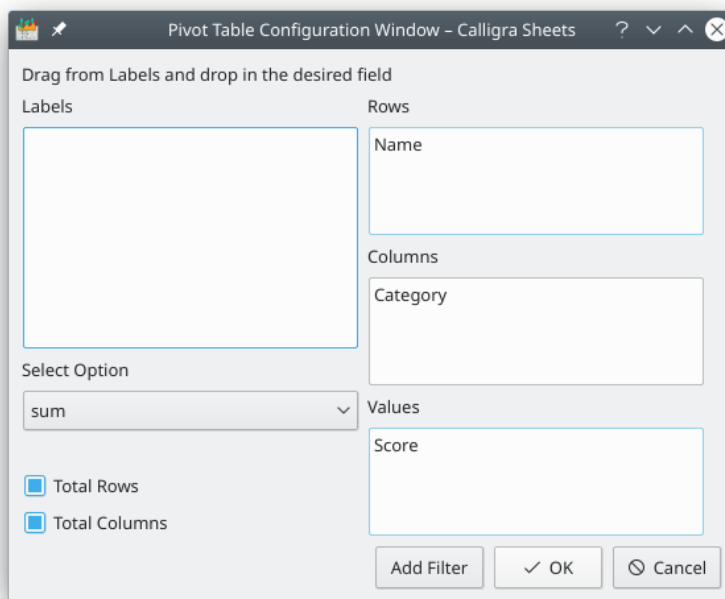 Pivot Table Configuration Window – Calligra Sheets
Drag from Labels and drop in the desired field
Labels
Rows
Name
Columns
Category
Select Option
sum
Values
Score
Total Rows
Total Columns
Add Filter
OK
Cancel